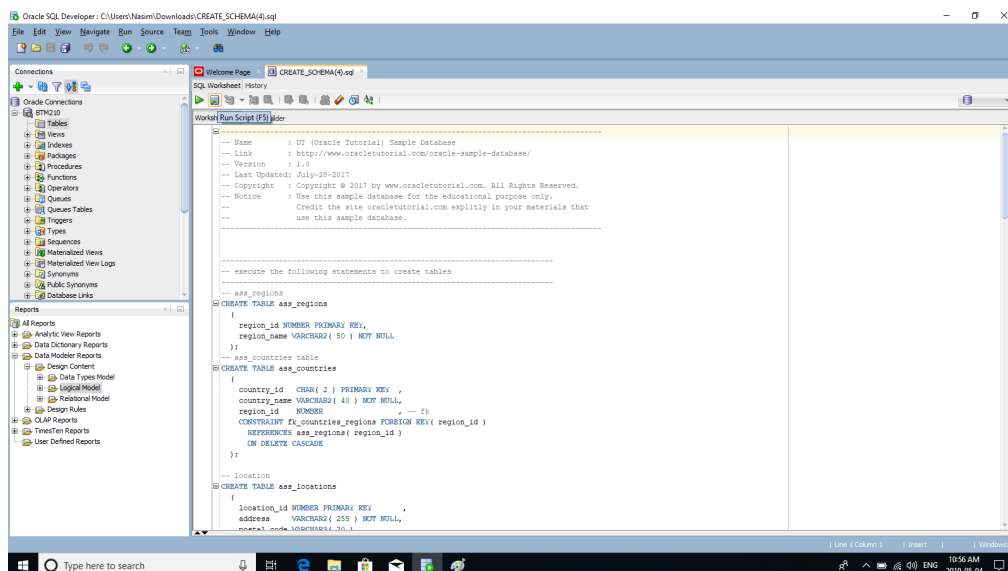 Oracle SQL Developer : C:\Users\Nasim\Downloads\CREATE_SCHEMA(4).sql
File Edit View Navigate Run Source Team Tools Window Help
Connections
Oracle Connections
BTM210
Tables
Views
Indexes
Packages
Procedures
Functions
Operators
Queues
Queues Tables
Triggers
Types
Sequences
Materialized Views
Materialized View Logs
Synonyms
Public Synonyms
Database Links
Reports
All Reports
Analytic View Reports
Data Dictionary Reports
Data Modeler Reports
Design Content
Data Types Model
Logical Model
Relational Model
Design Rules
OLAP Reports
TimesTen Reports
User Defined Reports
Welcome Page CREATE_SCHEMA(4).sql
SQL Worksheet History
Worksh Run Script (F5) ilder
--------------------------------------------------------------------------------------
-- Name : OT (Oracle Tutorial) Sample Database
-- Link : http://www.oracletutorial.com/oracle-sample-database/
-- Version : 1.0
-- Last Updated: July-28-2017
-- Copyright : Copyright © 2017 by www.oracletutorial.com. All Rights Reserved.
-- Notice : Use this sample database for the educational purpose only.
-- Credit the site oracletutorial.com explitly in your materials that
-- use this sample database.
--------------------------------------------------------------------------------------
---------------------------------------------------------------------------
-- execute the following statements to create tables
---------------------------------------------------------------------------
-- ass_regions
CREATE TABLE ass_regions
(
region_id NUMBER PRIMARY KEY,
region_name VARCHAR2( 50 ) NOT NULL
);
-- ass_countries table
CREATE TABLE ass_countries
(
country_id CHAR( 2 ) PRIMARY KEY ,
country_name VARCHAR2( 40 ) NOT NULL,
region_id NUMBER , -- fk
CONSTRAINT fk_countries_regions FOREIGN KEY( region_id )
REFERENCES ass_regions( region_id )
ON DELETE CASCADE
);
-- location
CREATE TABLE ass_locations
(
location_id NUMBER PRIMARY KEY ,
address VARCHAR2( 255 ) NOT NULL,
postal_code VARCHAR2( 20 )
Line 1 Column 1 Insert Windows:
Type here to search
ENG
10:56 AM
2019-05-04